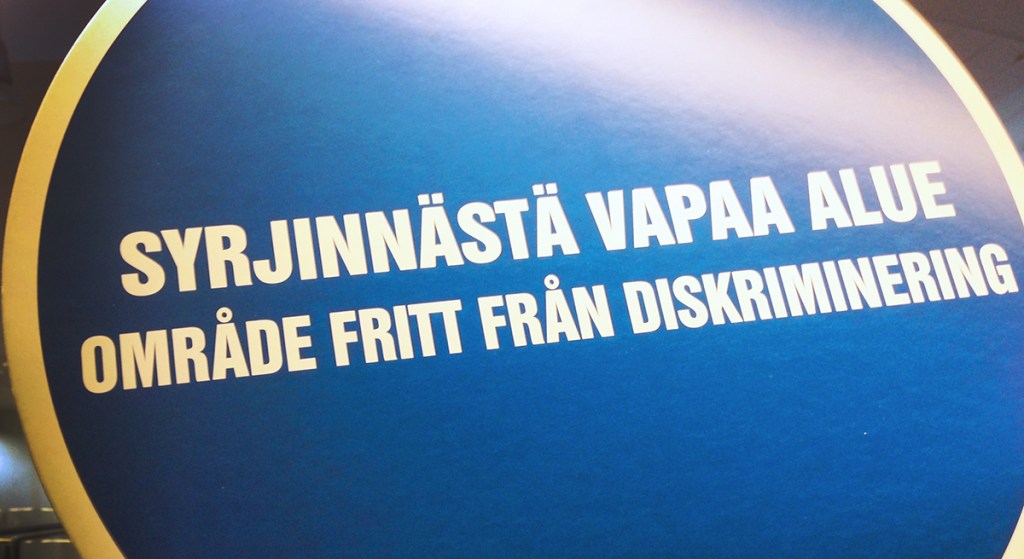 SYRJINNÄSTÄ VAPAA ALUE
OMRÅDE FRITT FRÅN DISKRIMINERING